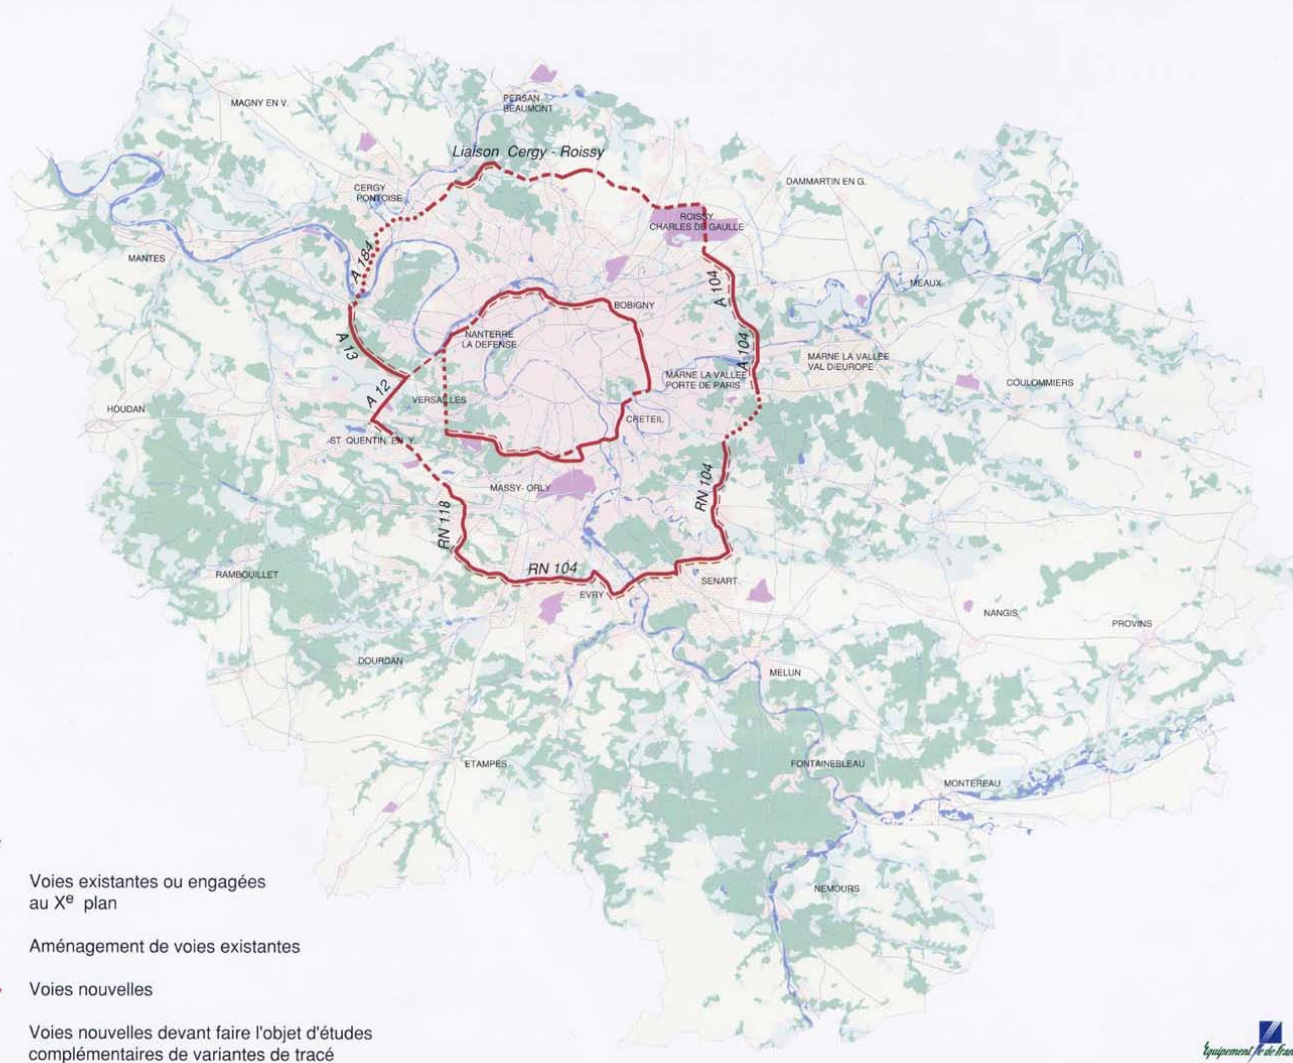 MAGNY EN V.
PERSAN
BEAUMONT
Liaison Cergy - Roissy
CERGY
PONTOISE
DAMMARTIN EN G.
ROISSY
CHARLES DE GAULLE
A 184
MANTES
A 104
MEAUX
BOBIGNY
NANTERRE
LA DEFENSE
A 13
A 104
MARNE LA VALLEE
VAL D'EUROPE
MARNE LA VALLEE
PORTE DE PARIS
COULOMMIERS
A 12
VERSAILLES
HOUDAN
CRETEIL
ST QUENTIN EN Y.
MASSY- ORLY
RN 104
RN 118
RN 104
RAMBOUILLET
SENART
EVRY
NANGIS
PROVINS
DOURDAN
MELUN
ETAMPES
FONTAINEBLEAU
MONTEREAU
NEMOURS
Voies existantes ou engagées
au Xe plan
Aménagement de voies existantes
Voies nouvelles
Voies nouvelles devant faire l'objet d'études
complémentaires de variantes de tracé